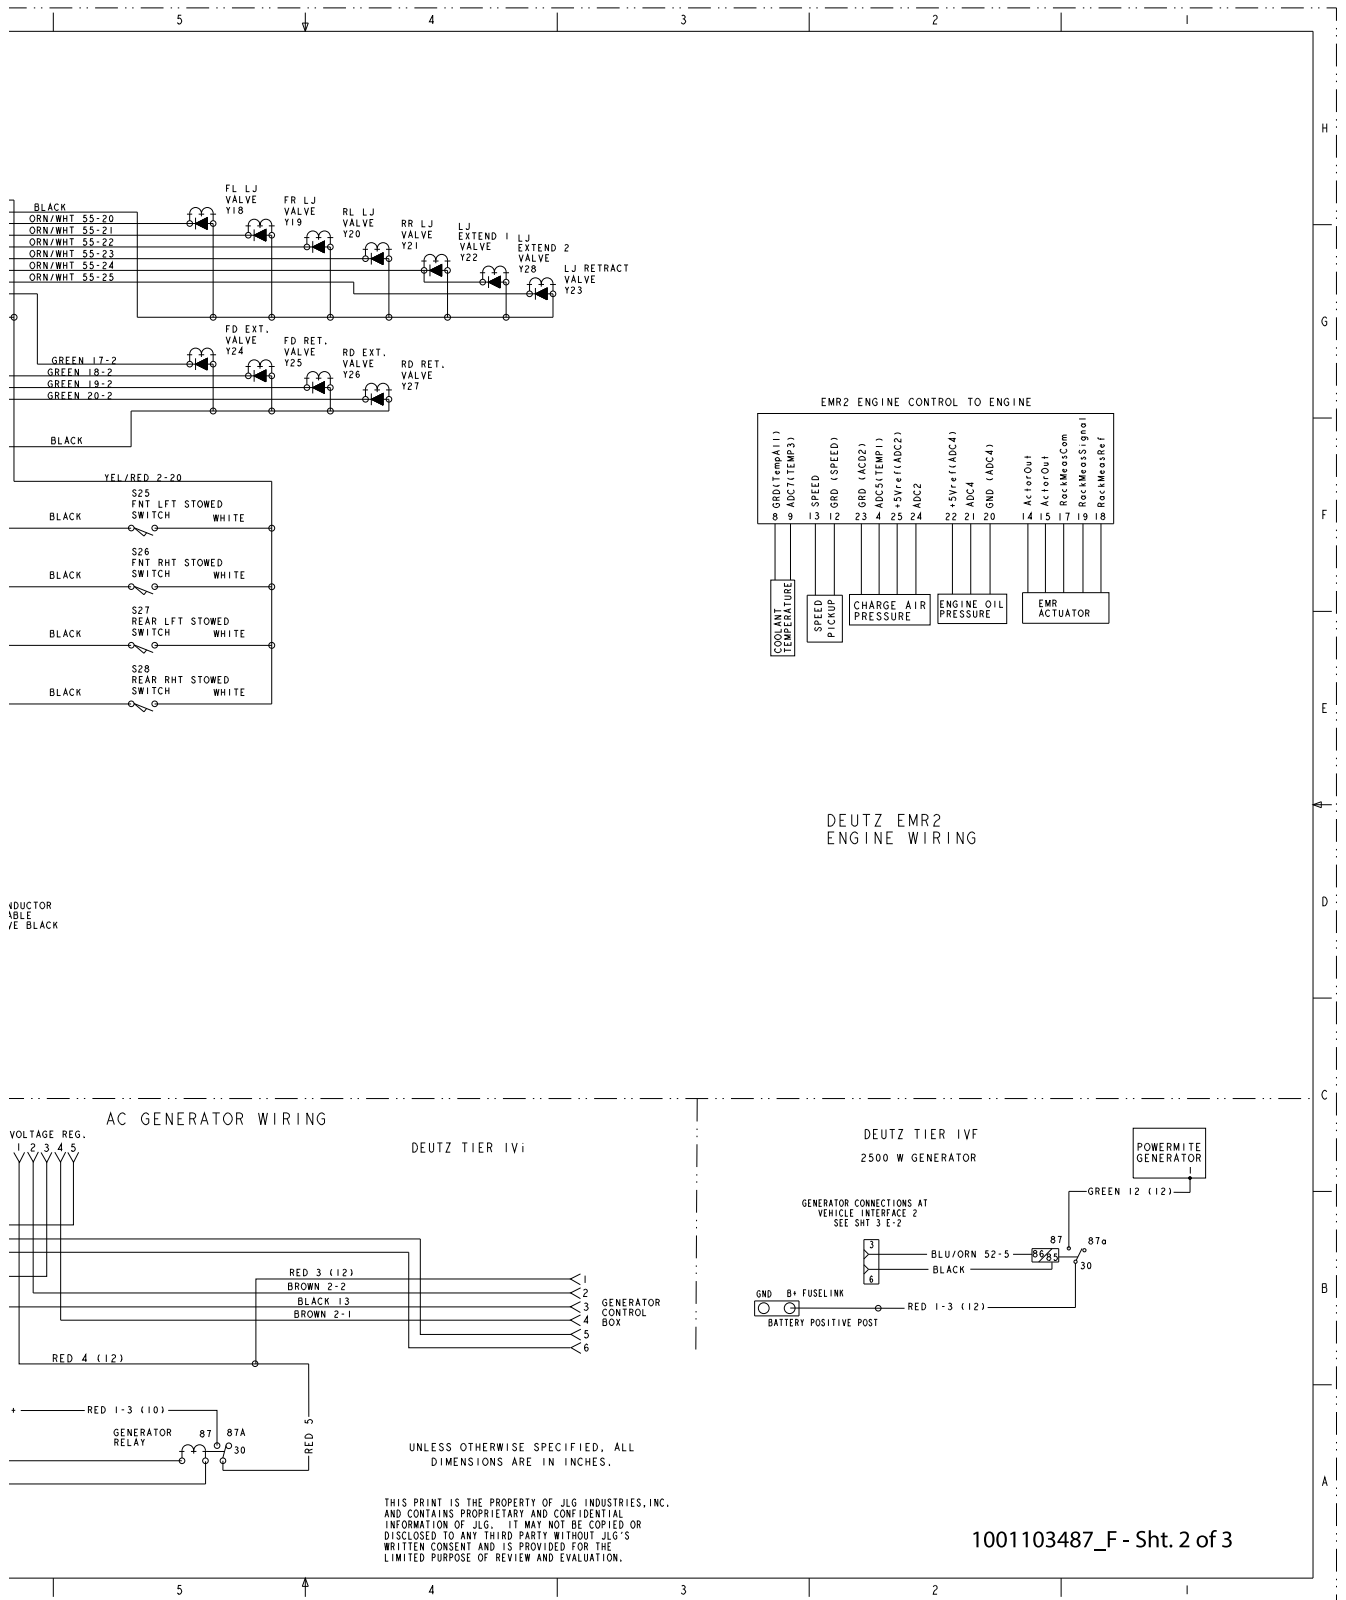 5 4 3 2 1
H
FL LJ
VALVE
Y18
FR LJ
VALVE
Y19
RL LJ
VALVE
Y20
RR LJ
VALVE
Y21
LJ
EXTEND 1
VALVE
Y22
LJ
EXTEND 2
VALVE
Y28
LJ RETRACT
VALVE
Y23
BLACK
ORN/WHT 55-20
ORN/WHT 55-21
ORN/WHT 55-22
ORN/WHT 55-23
ORN/WHT 55-24
ORN/WHT 55-25
G
FD EXT.
VALVE
Y24
FD RET.
VALVE
Y25
RD EXT.
VALVE
Y26
RD RET.
VALVE
Y27
GREEN 17-2
GREEN 18-2
GREEN 19-2
GREEN 20-2
BLACK
YEL/RED 2-20
S25
FNT LFT STOWED
SWITCH
BLACK
WHITE
S26
FNT RHT STOWED
SWITCH
BLACK
WHITE
S27
REAR LFT STOWED
SWITCH
BLACK
WHITE
S28
REAR RHT STOWED
SWITCH
BLACK
WHITE
EMR2 ENGINE CONTROL TO ENGINE
8 GRD(TempA11)
9 ADC7(TEMP3)
13 SPEED
12 GRD (SPEED)
23 GRD (ACD2)
4 ADC5(TEMP1)
25 +5Vref(ADC2)
24 ADC2
22 +5Vref(ADC4)
21 ADC4
20 GND (ADC4)
14 ActorOut
15 ActorOut
17 RackMeasCom
19 RackMeasSignal
18 RackMeasRef
F
COOLANT
TEMPERATURE
SPEED
PICKUP
CHARGE AIR
PRESSURE
ENGINE OIL
PRESSURE
EMR
ACTUATOR
E
DEUTZ EMR2
ENGINE WIRING
NDUCTOR
ABLE
VE BLACK
D
C
AC GENERATOR WIRING
VOLTAGE REG.
1 2 3 4 5
DEUTZ TIER IVi
RED 3 (12)
BROWN 2-2
BLACK 13
BROWN 2-1
1
2
3
4
5
6
GENERATOR
CONTROL
BOX
RED 4 (12)
+
RED 1-3 (10)
GENERATOR
RELAY
87 87A
30
RED 5
DEUTZ TIER IVF
2500 W GENERATOR
POWERMITE
GENERATOR
1
GREEN 12 (12)
GENERATOR CONNECTIONS AT
VEHICLE INTERFACE 2
SEE SHT 3 E-2
3
6
BLU/ORN 52-5
BLACK
86 85
87 87a
30
B
GND B+ FUSELINK
RED 1-3 (12)
BATTERY POSITIVE POST
UNLESS OTHERWISE SPECIFIED, ALL
DIMENSIONS ARE IN INCHES.
A
THIS PRINT IS THE PROPERTY OF JLG INDUSTRIES,INC.
AND CONTAINS PROPRIETARY AND CONFIDENTIAL
INFORMATION OF JLG. IT MAY NOT BE COPIED OR
DISCLOSED TO ANY THIRD PARTY WITHOUT JLG'S
WRITTEN CONSENT AND IS PROVIDED FOR THE
LIMITED PURPOSE OF REVIEW AND EVALUATION.
1001103487_F - Sht. 2 of 3
5 4 3 2 1